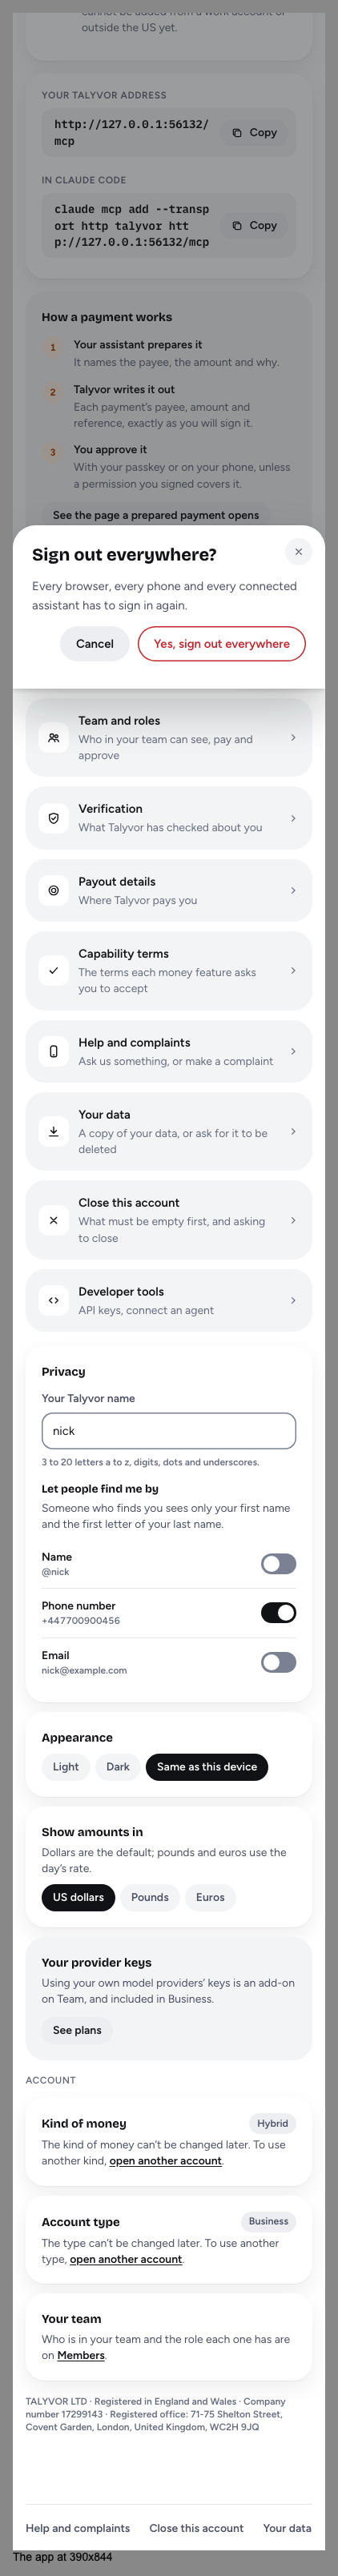 cannot be added from a work account or
outside the US yet.
YOUR TALYVOR ADDRESS
http://127.0.0.1:56132/
mcp
Copy
IN CLAUDE CODE
claude mcp add --transp
ort http talyvor htt
p://127.0.0.1:56132/mcp
Copy
How a payment works
1
Your assistant prepares it
It names the payee, the amount and why.
2
Talyvor writes it out
Each payment's payee, amount and
reference, exactly as you will sign it.
3
You approve it
With your passkey or on your phone, unless
a permission you signed covers it.
See the page a prepared payment opens
Sign out everywhere?
Every browser, every phone and every connected
assistant has to sign in again.
Cancel
Yes, sign out everywhere
Team and roles
Who in your team can see, pay and
approve
Verification
What Talyvor has checked about you
Payout details
Where Talyvor pays you
Capability terms
The terms each money feature asks
you to accept
Help and complaints
Ask us something, or make a complaint
Your data
A copy of your data, or ask for it to be
deleted
Close this account
What must be empty first, and asking
to close
Developer tools
API keys, connect an agent
Privacy
Your Talyvor name
nick
3 to 20 letters a to z, digits, dots and underscores.
Let people find me by
Someone who finds you sees only your first name
and the first letter of your last name.
Name
@nick
Phone number
+447700900456
Email
nick@example.com
Appearance
Light Dark Same as this device
Show amounts in
Dollars are the default; pounds and euros use the
day's rate.
US dollars Pounds Euros
Your provider keys
Using your own model providers' keys is an add-on
on Team, and included in Business.
See plans
ACCOUNT
Kind of money
Hybrid
The kind of money can't be changed later. To use
another kind, open another account.
Account type
Business
The type can't be changed later. To use another
type, open another account.
Your team
Who is in your team and the role each one has are
on Members.
TALYVOR LTD · Registered in England and Wales · Company
number 17299143 · Registered office: 71-75 Shelton Street,
Covent Garden, London, United Kingdom, WC2H 9JQ
Help and complaints Close this account Your data
The app at 390x844